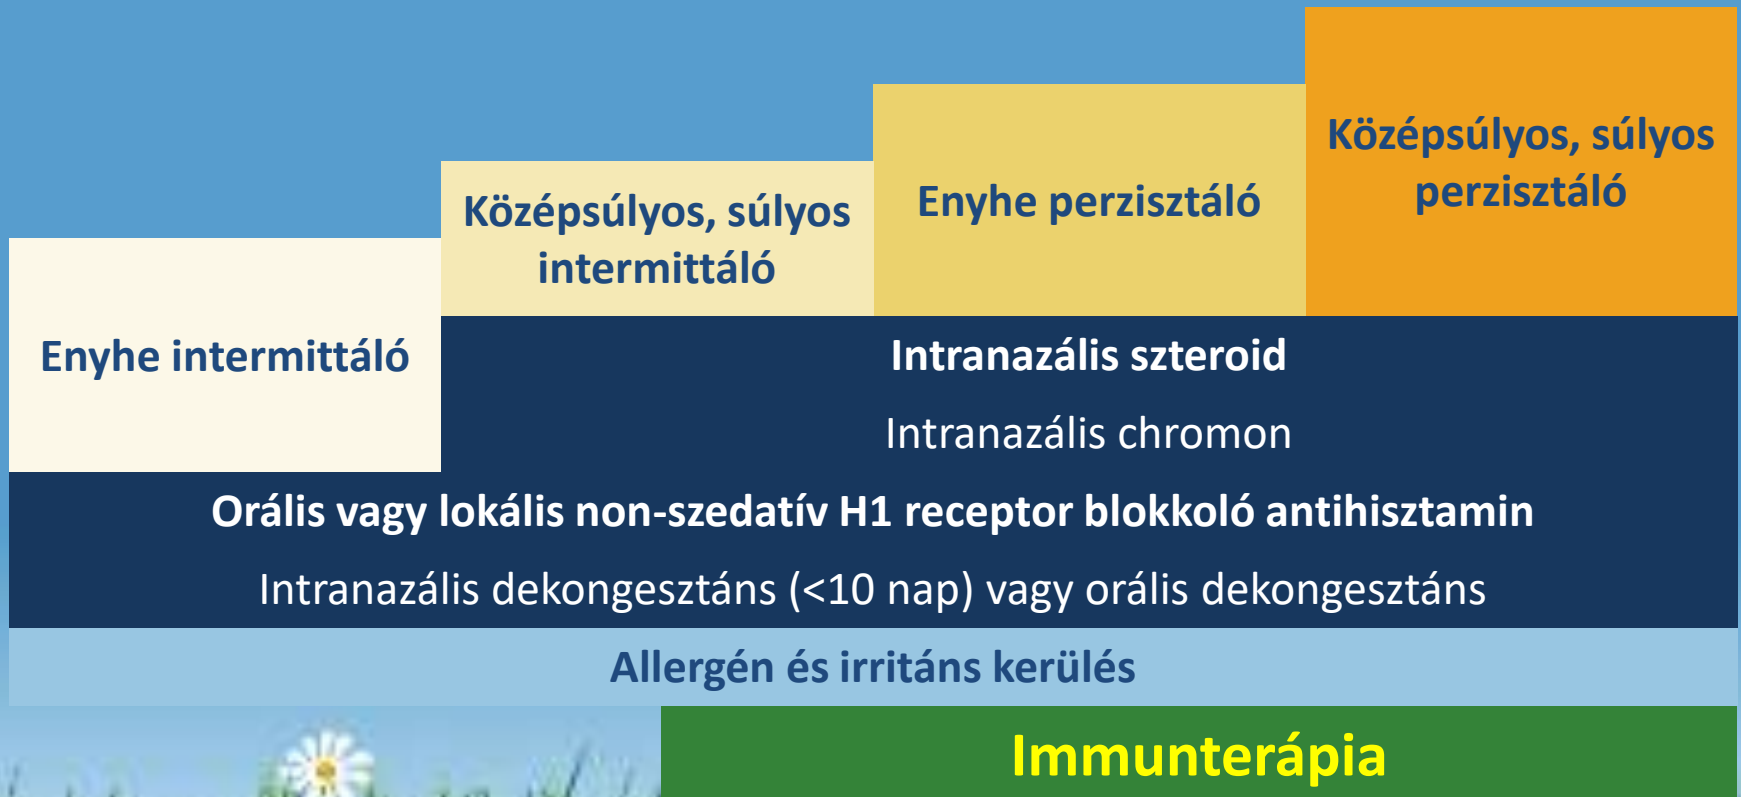 Középsúlyos, súlyos
perzisztáló
Enyhe perzisztáló
Középsúlyos, súlyos
intermittáló
Enyhe intermittáló
Intranazális szteroid
Intranazális chromon
Orális vagy lokális non-szedatív H1 receptor blokkoló antihisztamin
Intranazális dekongesztáns (<10 nap) vagy orális dekongesztáns
Allergén és irritáns kerülés
Immunterápia